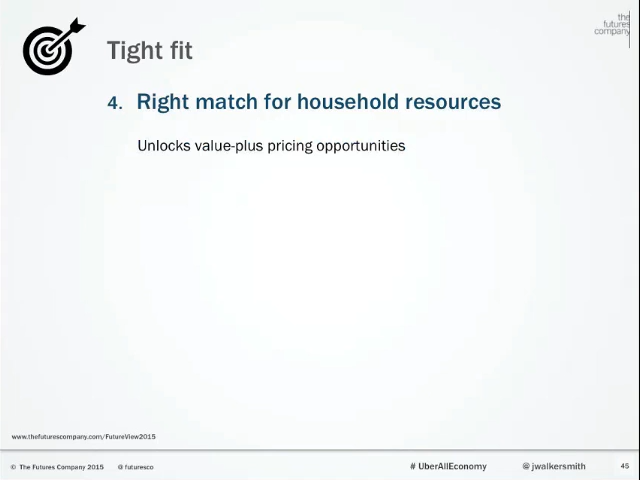 the
futures
company
Tight fit
4. Right match for household resources
Unlocks value-plus pricing opportunities
www.thefuturescompany.com/FutureView2015
© The Futures Company 2015 @futuresco # UberAllEconomy @jwalkersmith 45